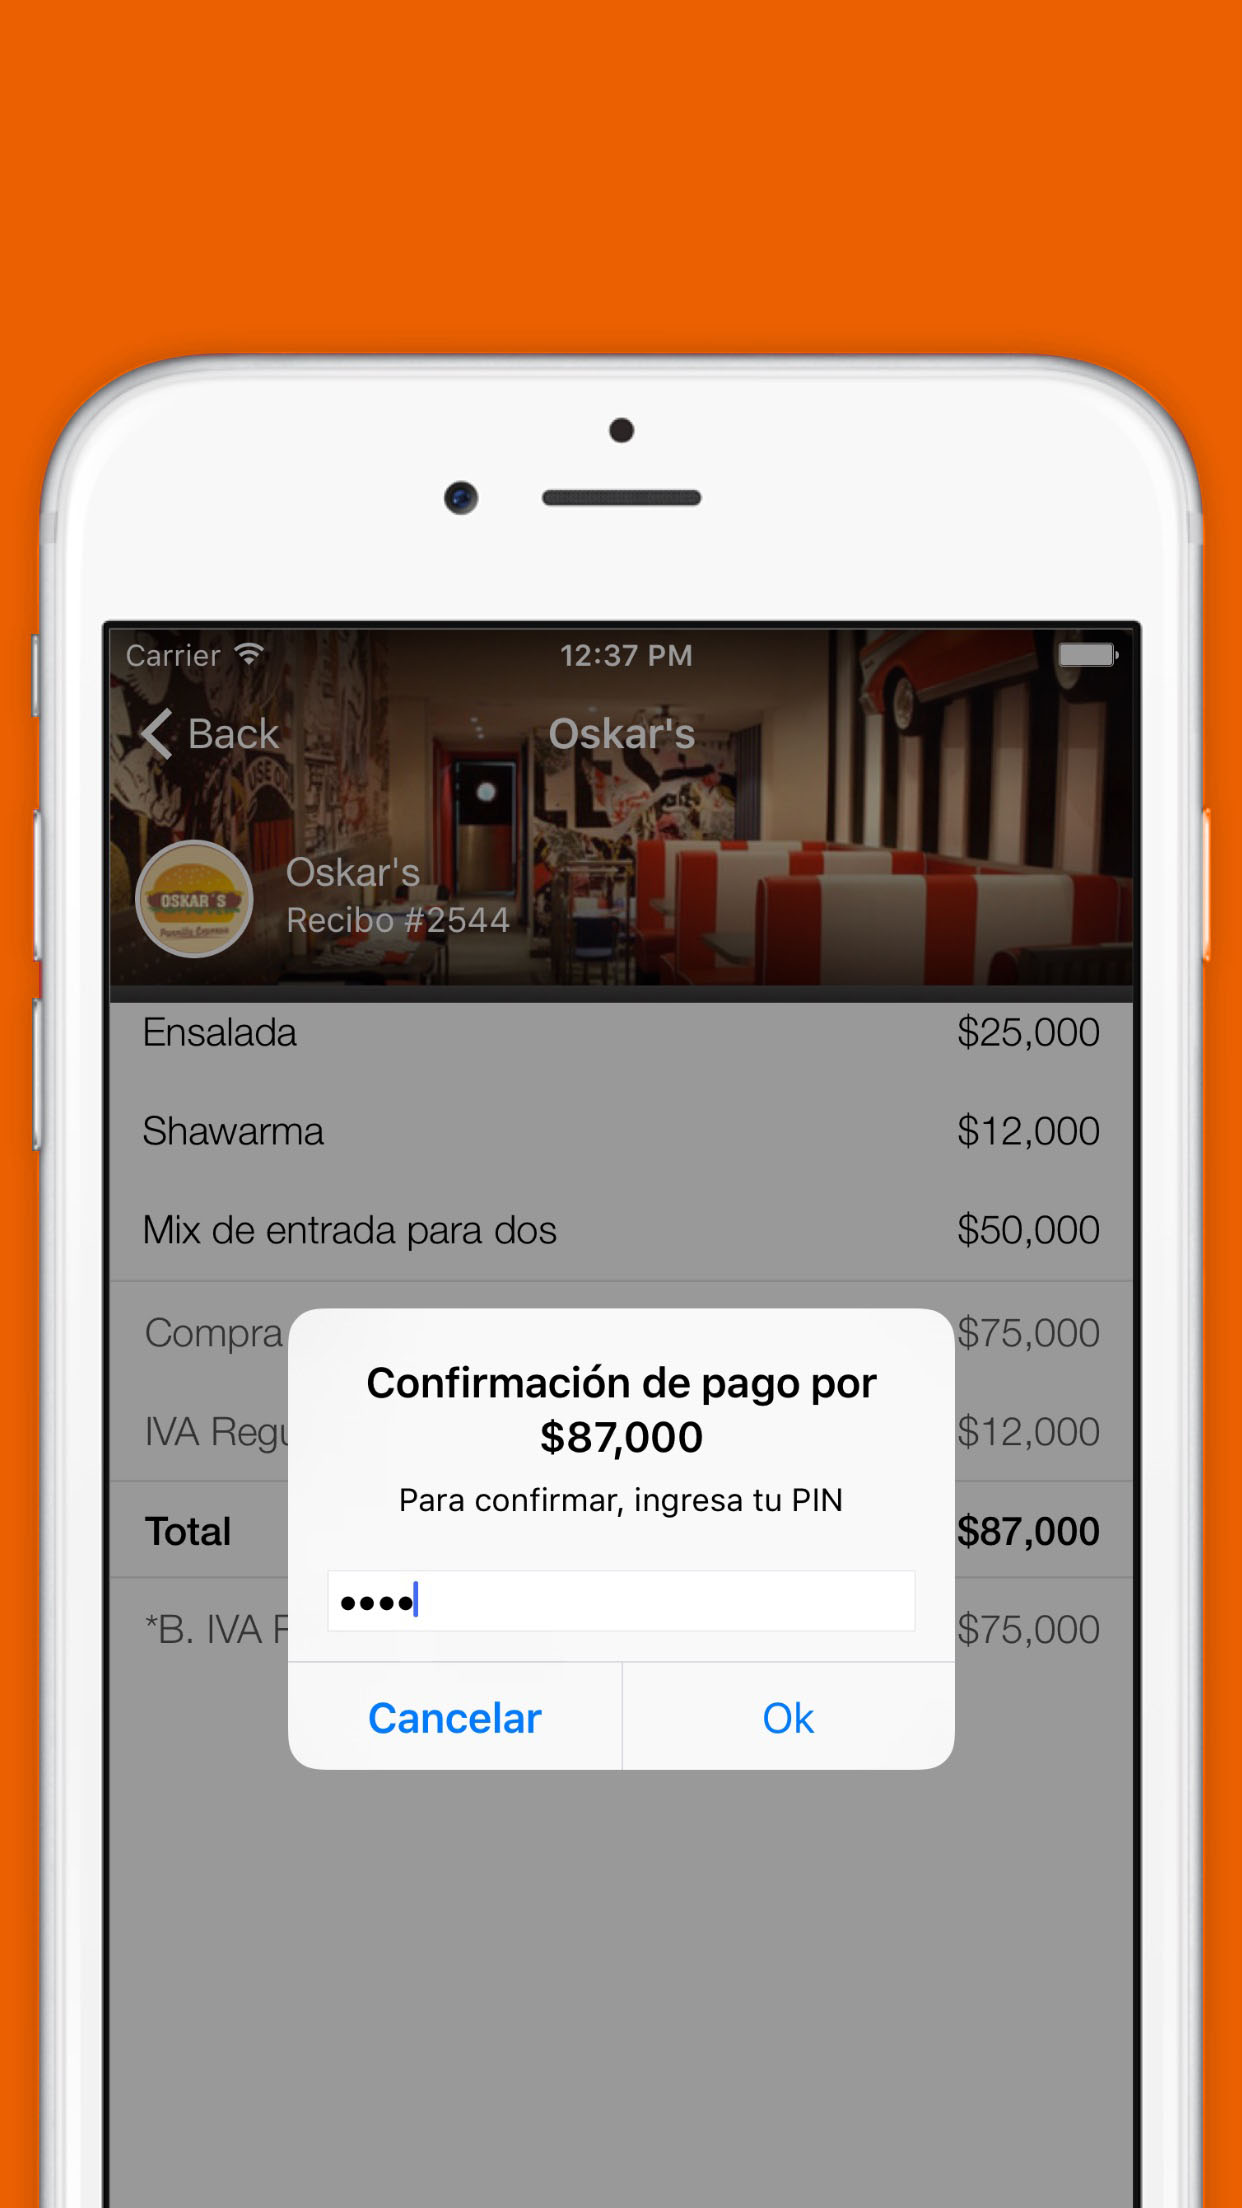 Carrier 12:37 PM
Back Oskar's
Oskar's
OSKAR'S
Recibo #2544
Ensalada $25,000
Shawarma $12,000
Mix de entrada para dos $50,000
Compra $75,000
Confirmación de pago por
$87,000
IVA $12,000
Para confirmar, ingresa tu PIN
Total $87,000
*B. IVA $75,000
Cancelar Ok